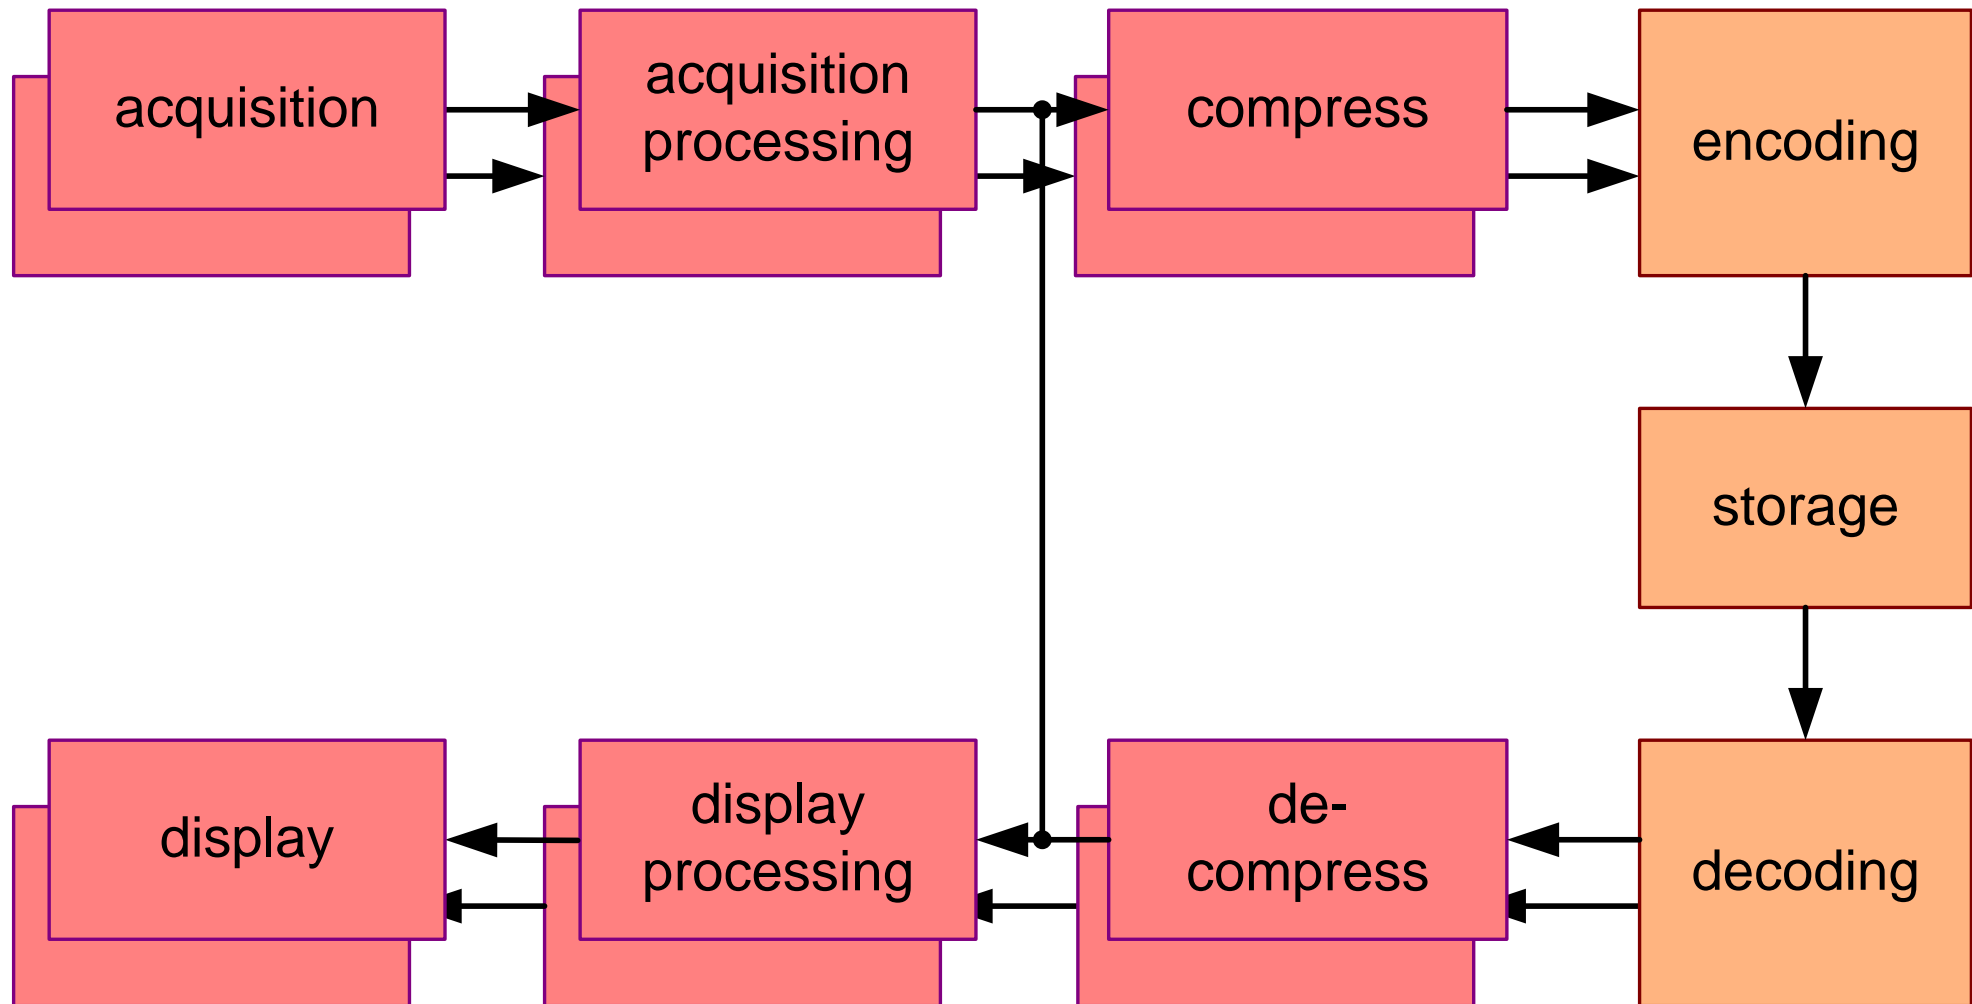 acquisition
acquisition
processing
compress
encoding
storage
display
display
processing
de-
compress
decoding